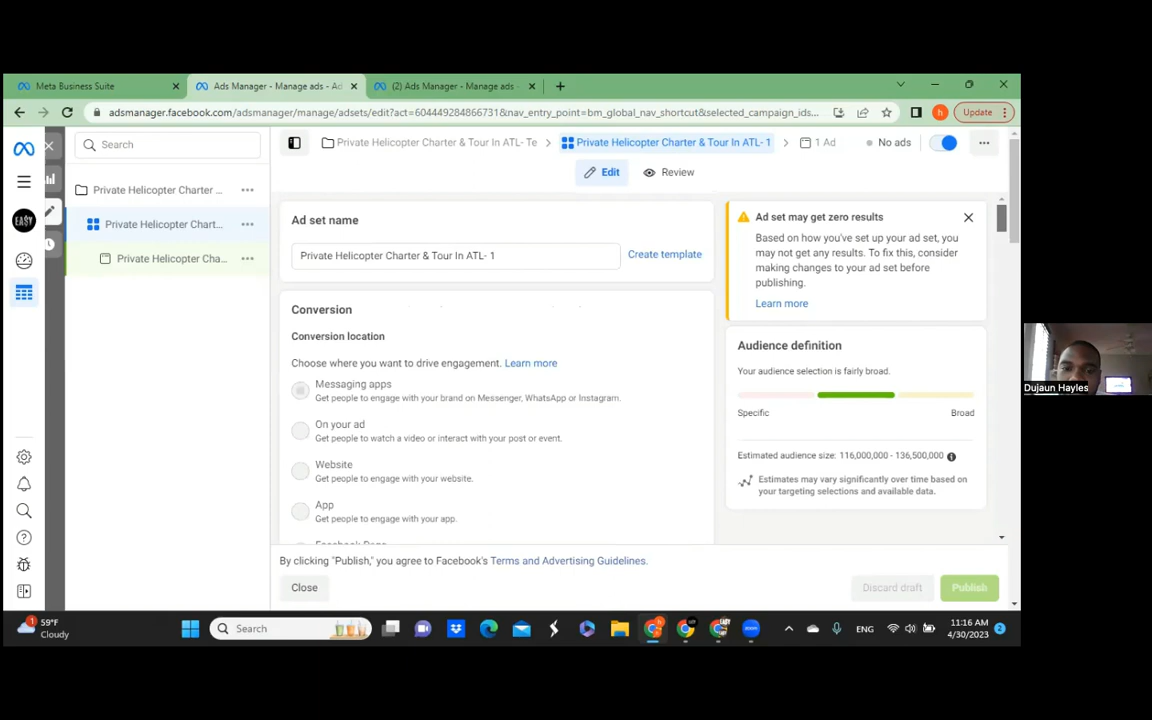 Meta Business Suite
Ads Manager - Manage ads - Ad
(2) Ads Manager - Manage ads -
adsmanager.facebook.com/adsmanager/manage/adsets/edit?act=604449284866731&nav_entry_point=bm_global_nav_shortcut&selected_campaign_ids...
Update
Search
Private Helicopter Charter ...
Private Helicopter Chart...
Private Helicopter Cha...
EA$Y
Private Helicopter Charter & Tour In ATL- Te
Private Helicopter Charter & Tour In ATL- 1
1 Ad
No ads
Edit
Review
Ad set name
Private Helicopter Charter & Tour In ATL- 1
Create template
Conversion
Conversion location
Choose where you want to drive engagement. Learn more
Messaging apps
Get people to engage with your brand on Messenger, WhatsApp or Instagram.
On your ad
Get people to watch a video or interact with your post or event.
Website
Get people to engage with your website.
App
Get people to engage with your app.
Ad set may get zero results
Based on how you've set up your ad set, you
may not get any results. To fix this, consider
making changes to your ad set before
publishing.
Learn more
Audience definition
Your audience selection is fairly broad.
Specific
Broad
Estimated audience size: 116,000,000 - 136,500,000
Estimates may vary significantly over time based on
your targeting selections and available data.
By clicking "Publish," you agree to Facebook's Terms and Advertising Guidelines.
Close
Discard draft
Publish
Dujaun Hayles
1
59°F
Cloudy
Search
ENG
11:16 AM
4/30/2023
2